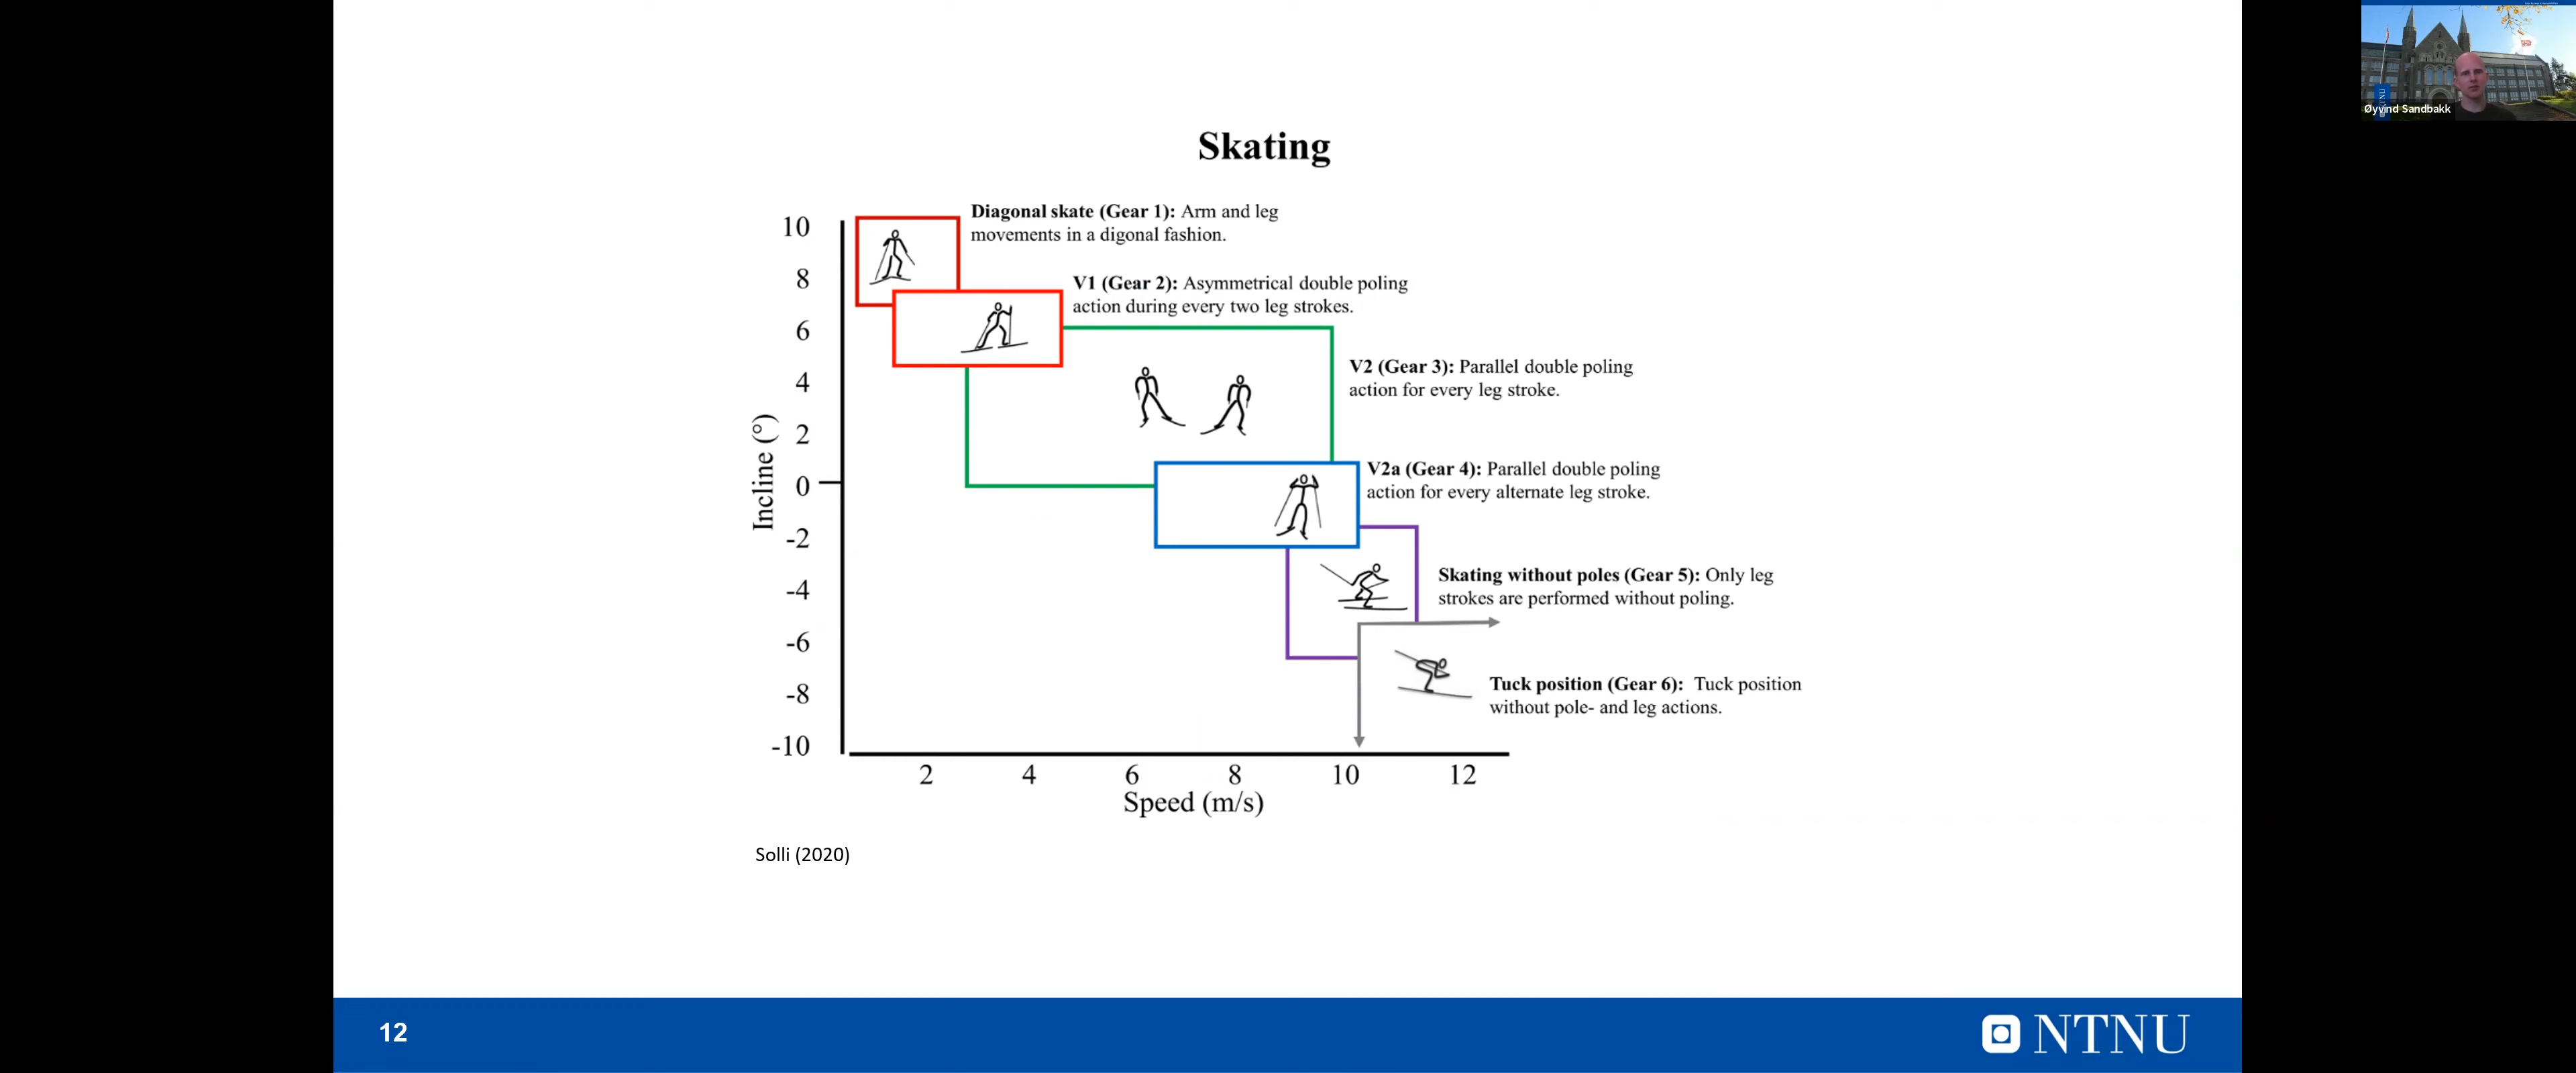 Skating
Diagonal skate (Gear 1): Arm and leg
movements in a digonal fashion.
V1 (Gear 2): Asymmetrical double poling
action during every two leg strokes.
V2 (Gear 3): Parallel double poling
action for every leg stroke.
V2a (Gear 4): Parallel double poling
action for every alternate leg stroke.
Skating without poles (Gear 5): Only leg
strokes are performed without poling.
Tuck position (Gear 6): Tuck position
without pole- and leg actions.
Incline (°)
10
8
6
4
2
0
-2
-4
-6
-8
-10
2 4 6 8 10 12
Speed (m/s)
Solli (2020)
12
NTNU
Øyvind Sandbakk
NTNU